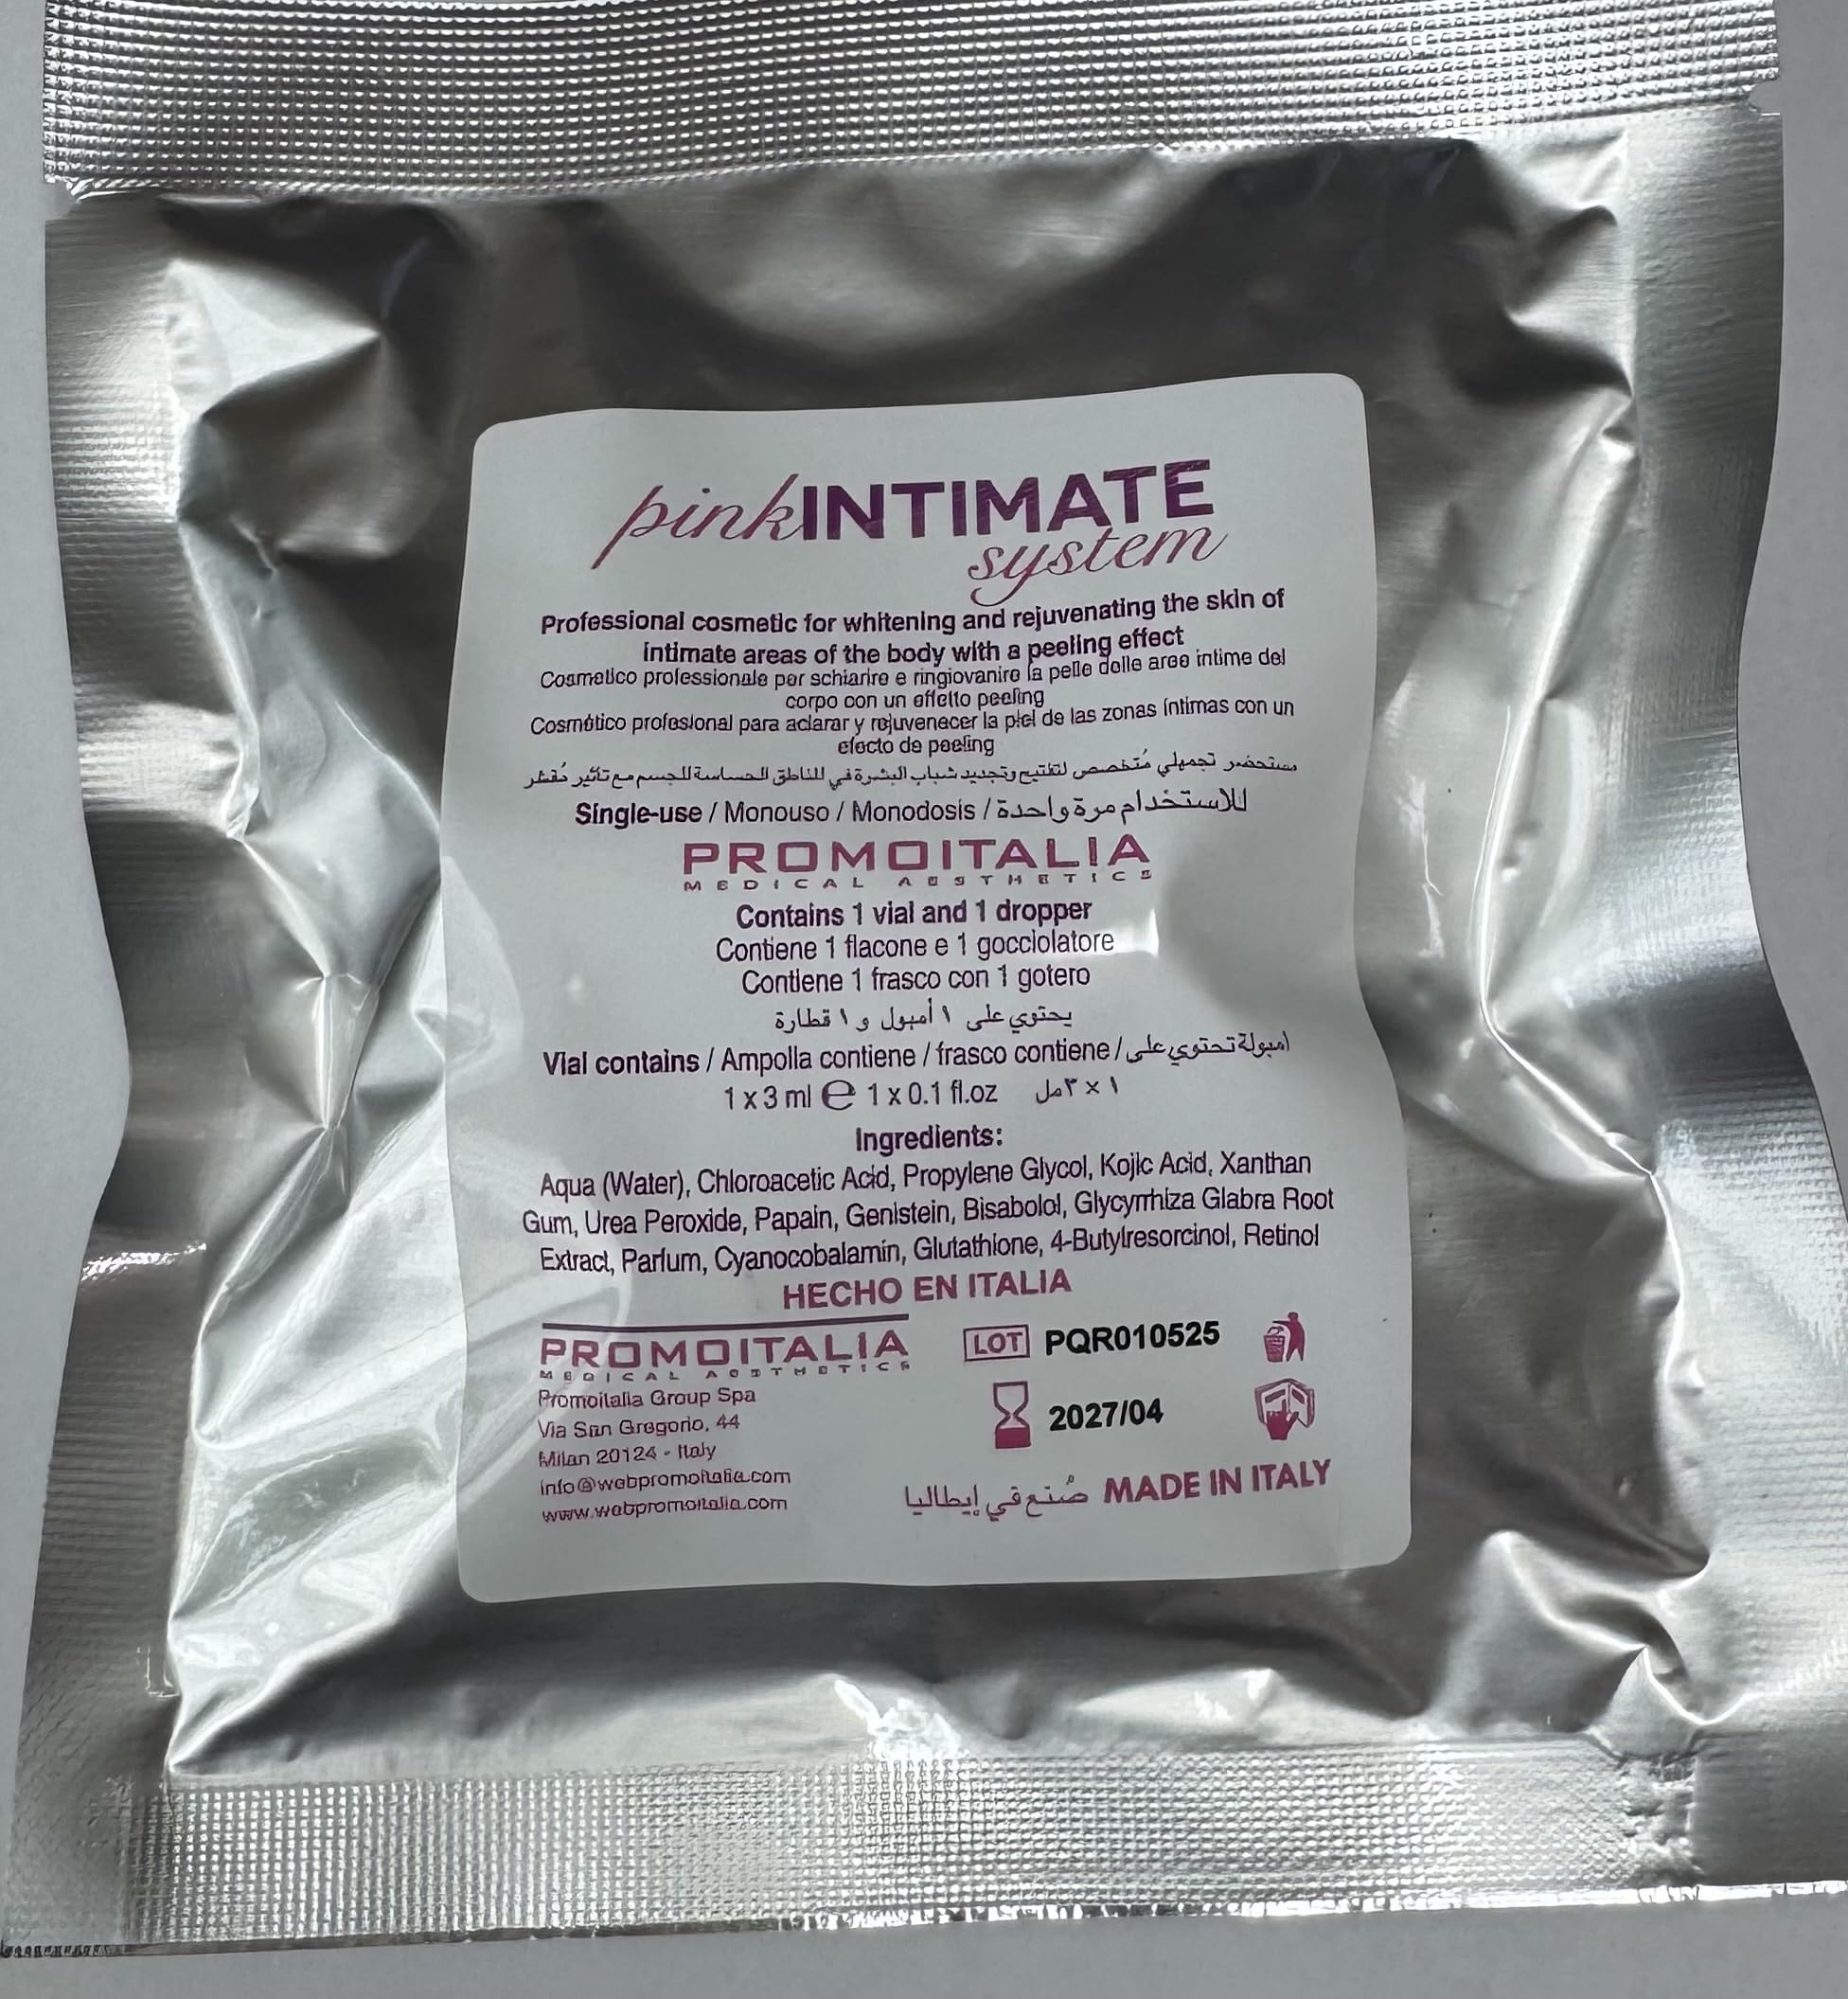 pinkINTIMATE
system
Professional cosmetic for whitening and rejuvenating the skin of
intimate areas of the body with a peeling effect
Cosmetico professionale per schiarire e ringiovanire la pelle delle aree intime del
corpo con un effetto peeling
Cosmético profesional para aclarar y rejuvenecer la piel de las zonas íntimas con un
efecto de peeling
مستحضر تجميلي مُتخصص لتفتيح وتجديد شباب البشرة في المناطق الحساسة للجسم مع تأثير مُقشر
Single-use / Monouso / Monodosis / للاستخدام مرة واحدة
PROMOITALIA
MEDICAL AESTHETICS
Contains 1 vial and 1 dropper
Contiene 1 flacone e 1 gocciolatore
Contiene 1 frasco con 1 gotero
يحتوي على ١ أمبول و ١ قطارة
Vial contains / Ampolla contiene / frasco contiene / امبولة تحتوي على
1 x 3 ml ℮ 1 x 0.1 fl.oz ١ × ٣مل
Ingredients:
Aqua (Water), Chloroacetic Acid, Propylene Glycol, Kojic Acid, Xanthan
Gum, Urea Peroxide, Papain, Genistein, Bisabolol, Glycyrrhiza Glabra Root
Extract, Parfum, Cyanocobalamin, Glutathione, 4-Butylresorcinol, Retinol
HECHO EN ITALIA
PROMOITALIA
MEDICAL AESTHETICS
Promoitalia Group Spa
Via San Gregorio, 44
Milan 20124 - Italy
info@webpromoitalia.com
www.webpromoitalia.com
LOT PQR010525
2027/04
صُنع في إيطاليا MADE IN ITALY